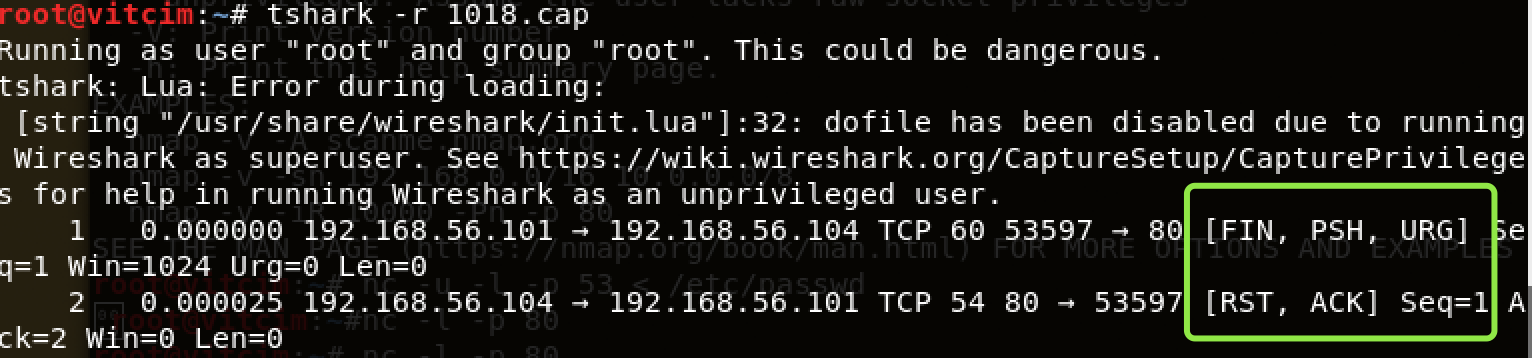 root@vitcim:~# tshark -r 1018.cap
Running as user "root" and group "root". This could be dangerous.
tshark: Lua: Error during loading:
[string "/usr/share/wireshark/init.lua"]:32: dofile has been disabled due to running
Wireshark as superuser. See https://wiki.wireshark.org/CaptureSetup/CapturePrivilege
s for help in running Wireshark as an unprivileged user.
1 0.000000 192.168.56.101 → 192.168.56.104 TCP 60 53597 → 80 [FIN, PSH, URG] Se
q=1 Win=1024 Urg=0 Len=0
2 0.000025 192.168.56.104 → 192.168.56.101 TCP 54 80 → 53597 [RST, ACK] Seq=1 A
ck=2 Win=0 Len=0